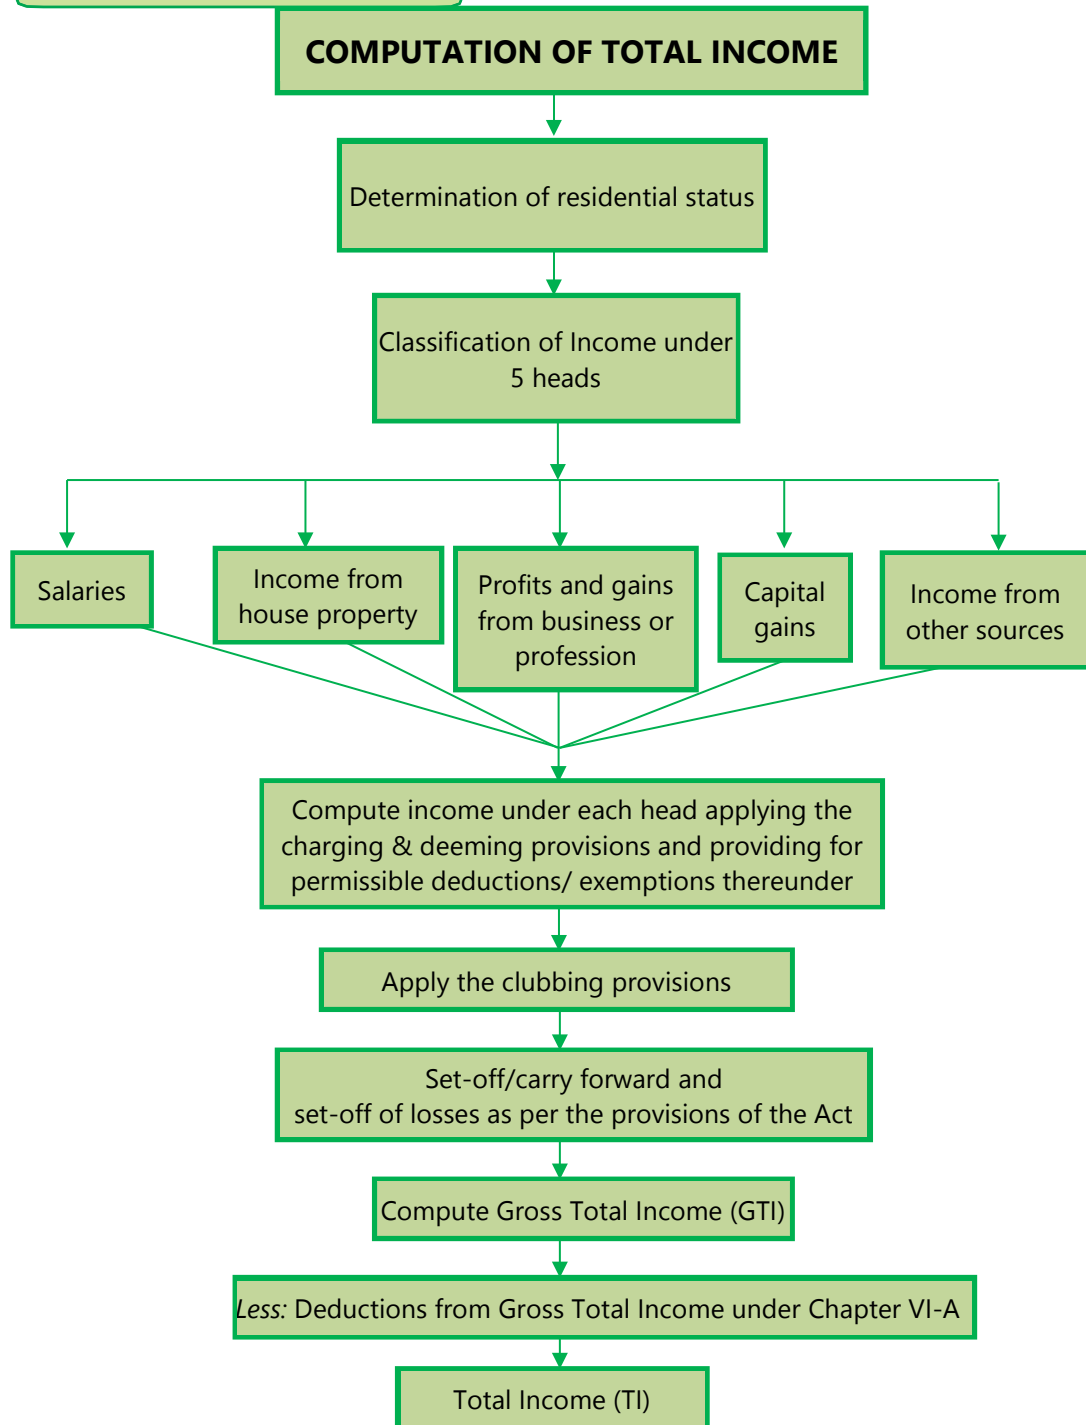 COMPUTATION OF TOTAL INCOME
Determination of residential status
Classification of Income under
5 heads
Salaries
Income from
house property
Profits and gains
from business or
profession
Capital
gains
Income from
other sources
Compute income under each head applying the
charging & deeming provisions and providing for
permissible deductions/ exemptions thereunder
Apply the clubbing provisions
Set-off/carry forward and
set-off of losses as per the provisions of the Act
Compute Gross Total Income (GTI)
Less: Deductions from Gross Total Income under Chapter VI-A
Total Income (TI)